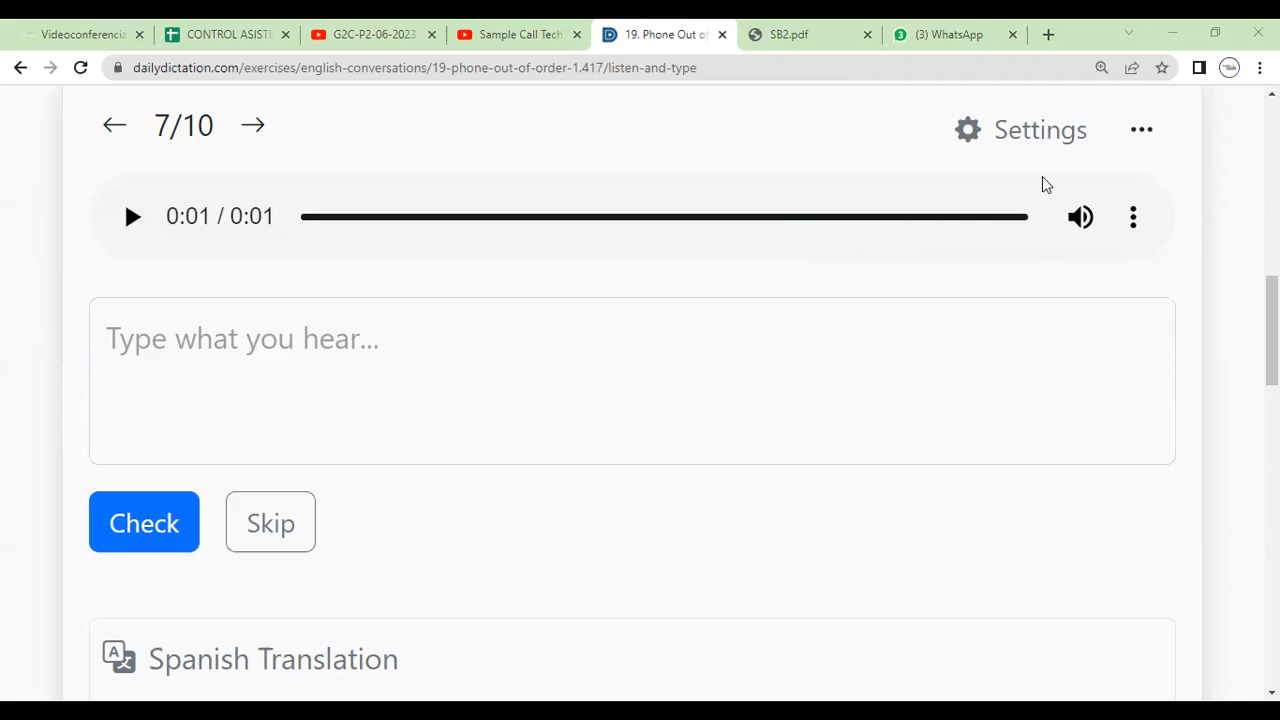 Videoconferencia
CONTROL ASISTE
G2C-P2-06-2023
Sample Call Tech
19. Phone Out of
SB2.pdf
(3) WhatsApp
dailydictation.com/exercises/english-conversations/19-phone-out-of-order-1.417/listen-and-type
7/10
Settings
0:01 / 0:01
Type what you hear...
Check
Skip
Spanish Translation